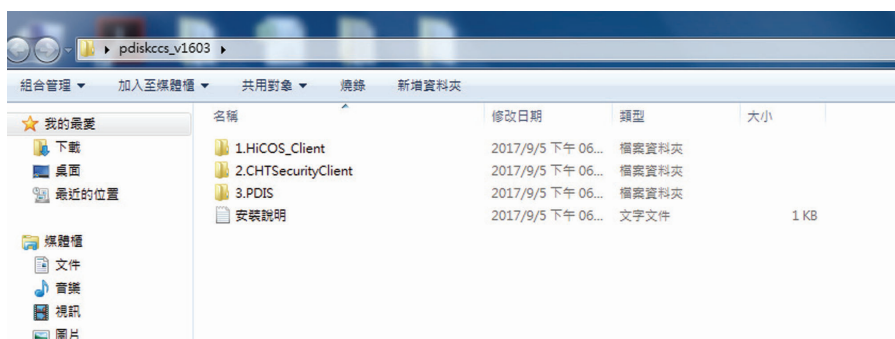 pdiskccs_v1603
組合管理 加入至媒體櫃 共用對象 燒錄 新增資料夾
我的最愛
下載
桌面
最近的位置
媒體櫃
文件
音樂
視訊
圖片
名稱 修改日期 類型 大小
1.HiCOS_Client 2017/9/5 下午 06... 檔案資料夾
2.CHTSecurityClient 2017/9/5 下午 06... 檔案資料夾
3.PDIS 2017/9/5 下午 06... 檔案資料夾
安裝說明 2017/9/5 下午 06... 文字文件 1 KB